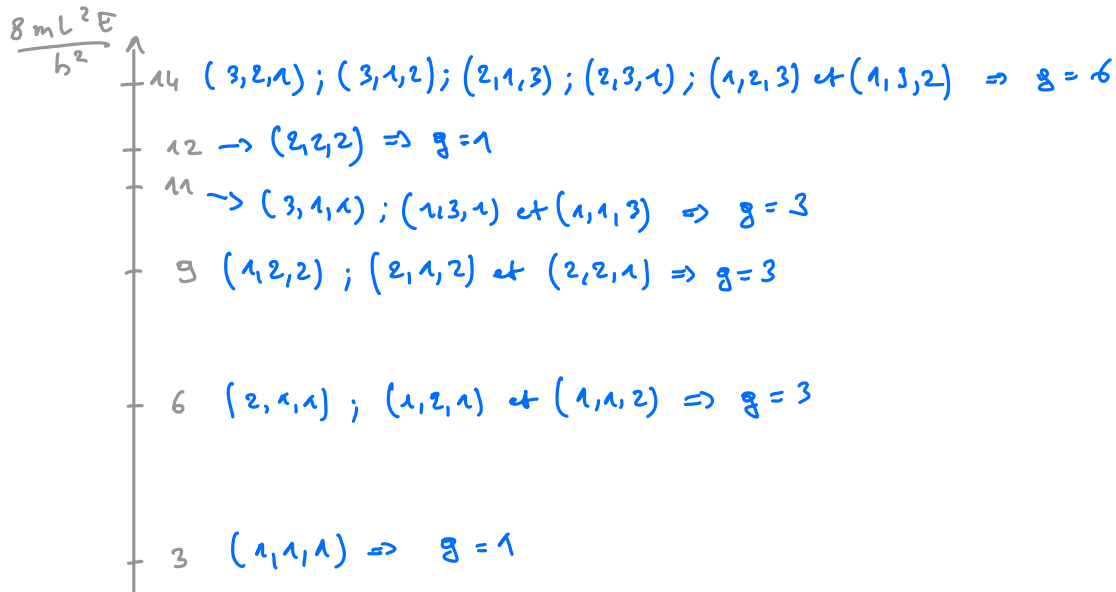 8mL²E
h²
14 (3,2,1) ; (3,1,2) ; (2,1,3) ; (2,3,1) ; (1,2,3) et (1,3,2) => g = 6
12 → (2,2,2) => g = 1
11 → (3,1,1) ; (1,3,1) et (1,1,3) => g = 3
9 (1,2,2) ; (2,1,2) et (2,2,1) => g = 3
6 (2,1,1) ; (1,2,1) et (1,1,2) => g = 3
3 (1,1,1) => g = 1